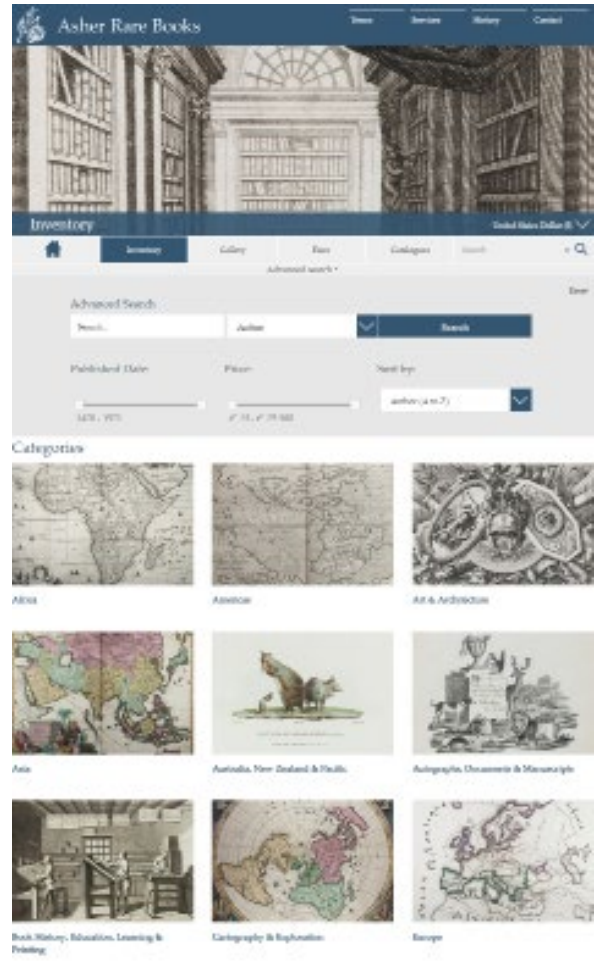 Asher Rare Books
Terms
Services
History
Contact
Inventory
United States Dollar ($)
Inventory
Gallery
Fairs
Catalogues
Search
Advanced search
Advanced Search
Search
Author
Search
Published Date
Price
Sort by:
Author (a to Z)
Categories
Africa
Americas
Art & Architecture
Asia
Australia, New Zealand & Pacific
Autographs, Documents & Manuscripts
Book History, Education, Learning &
Printing
Cartography & Exploration
Europe